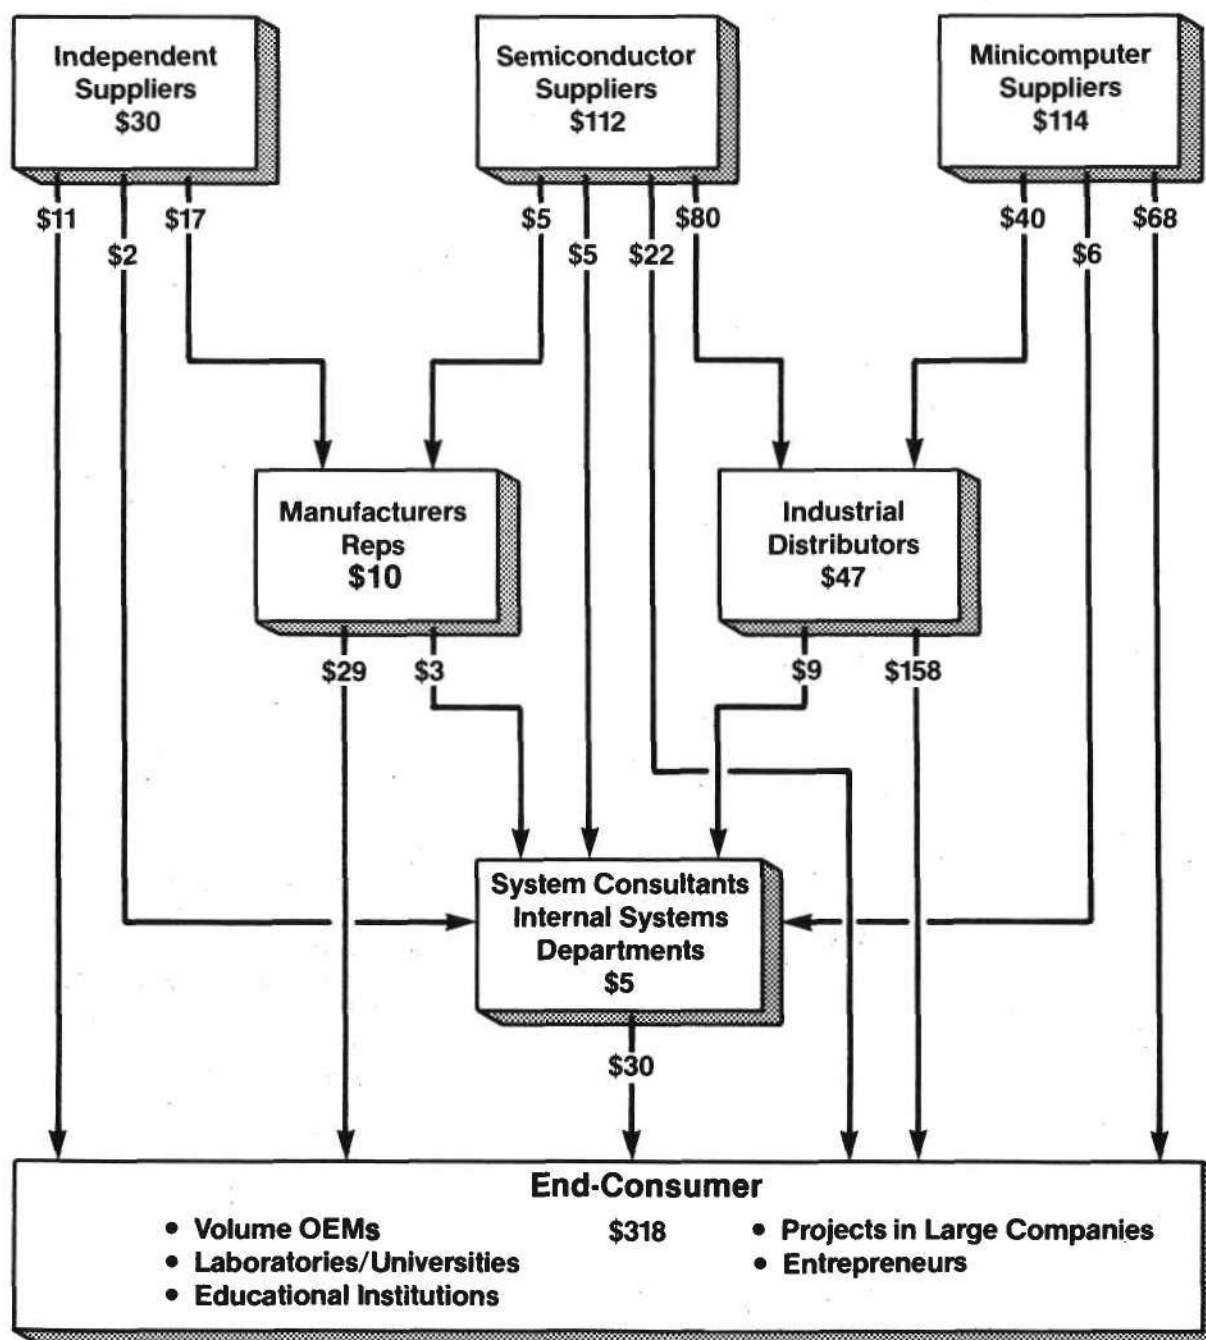 Independent
Suppliers
$30
Semiconductor
Suppliers
$112
Minicomputer
Suppliers
$114
$11
$2
$17
$5
$5
$22
$80
$40
$6
$68
Manufacturers
Reps
$10
Industrial
Distributors
$47
$29
$3
$9
$158
System Consultants
Internal Systems
Departments
$5
$30
End-Consumer
$318
• Volume OEMs
• Laboratories/Universities
• Educational Institutions
• Projects in Large Companies
• Entrepreneurs